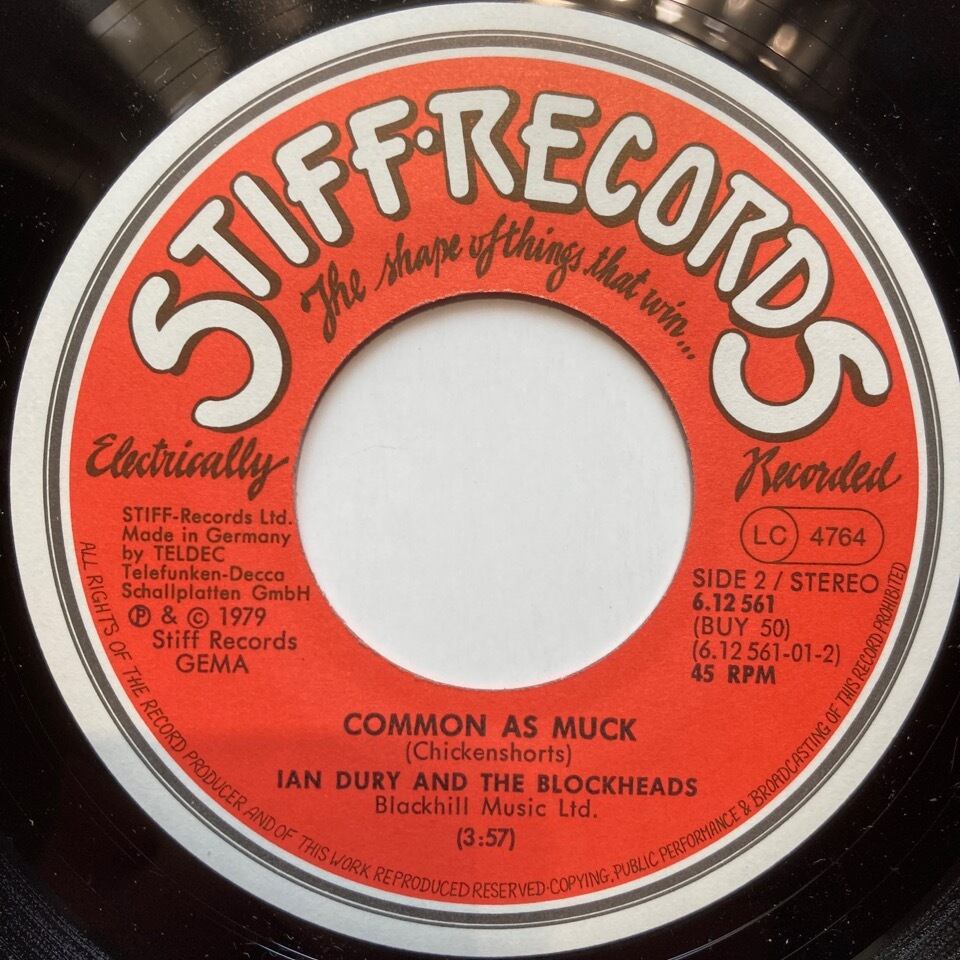 STIFF·RECORDS
The shape of things that win...
Electrically Recorded
STIFF-Records Ltd.
Made in Germany
by TELDEC
Telefunken-Decca
Schallplatten GmbH
Ⓟ & © 1979
Stiff Records
GEMA
LC 4764
SIDE 2 / STEREO
6.12 561
(BUY 50)
(6.12 561-01-2)
45 RPM
COMMON AS MUCK
(Chickenshorts)
IAN DURY AND THE BLOCKHEADS
Blackhill Music Ltd.
(3:57)
ALL RIGHTS OF THE RECORD PRODUCER AND OF THIS WORK REPRODUCED RESERVED·COPYING, PUBLIC PERFORMANCE & BROADCASTING OF THIS RECORD PROHIBITED